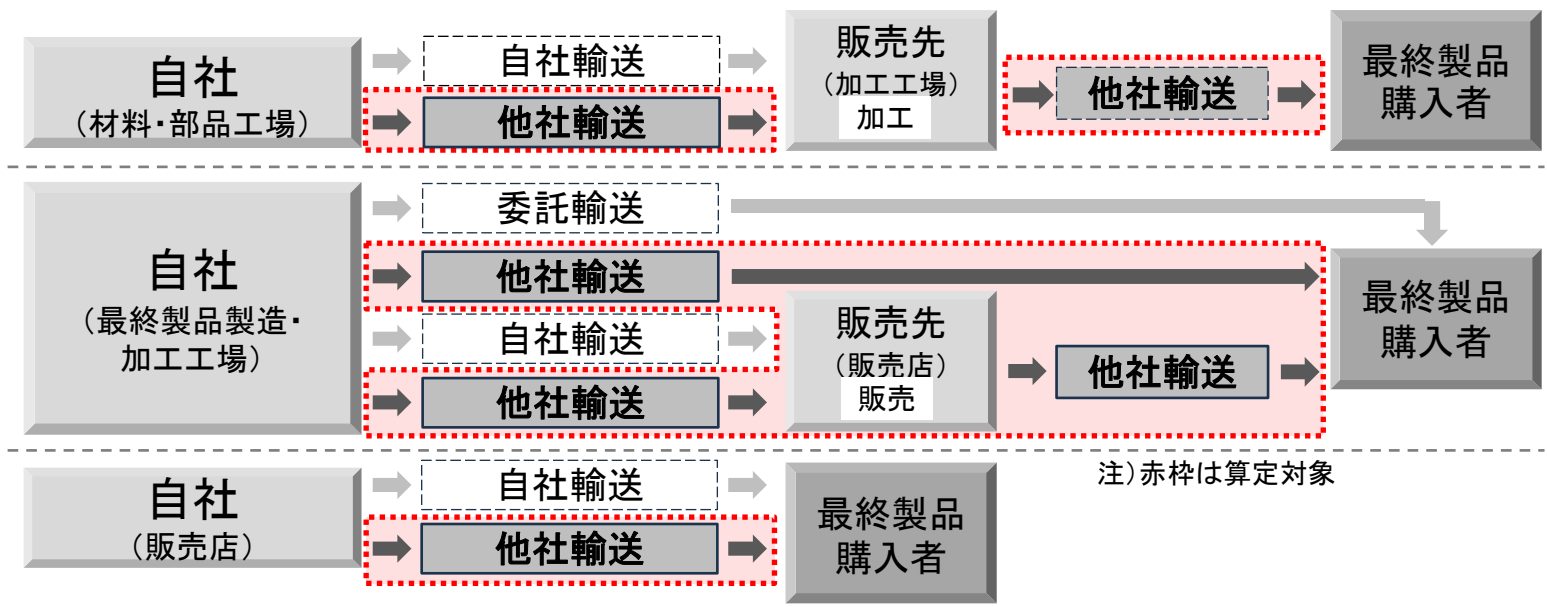 自社
（材料・部品工場）
自社輸送
他社輸送
販売先
（加工工場）
加工
他社輸送
最終製品
購入者
自社
（最終製品製造・
加工工場）
委託輸送
他社輸送
自社輸送
他社輸送
販売先
（販売店）
販売
他社輸送
最終製品
購入者
自社
（販売店）
自社輸送
他社輸送
最終製品
購入者
注）赤枠は算定対象